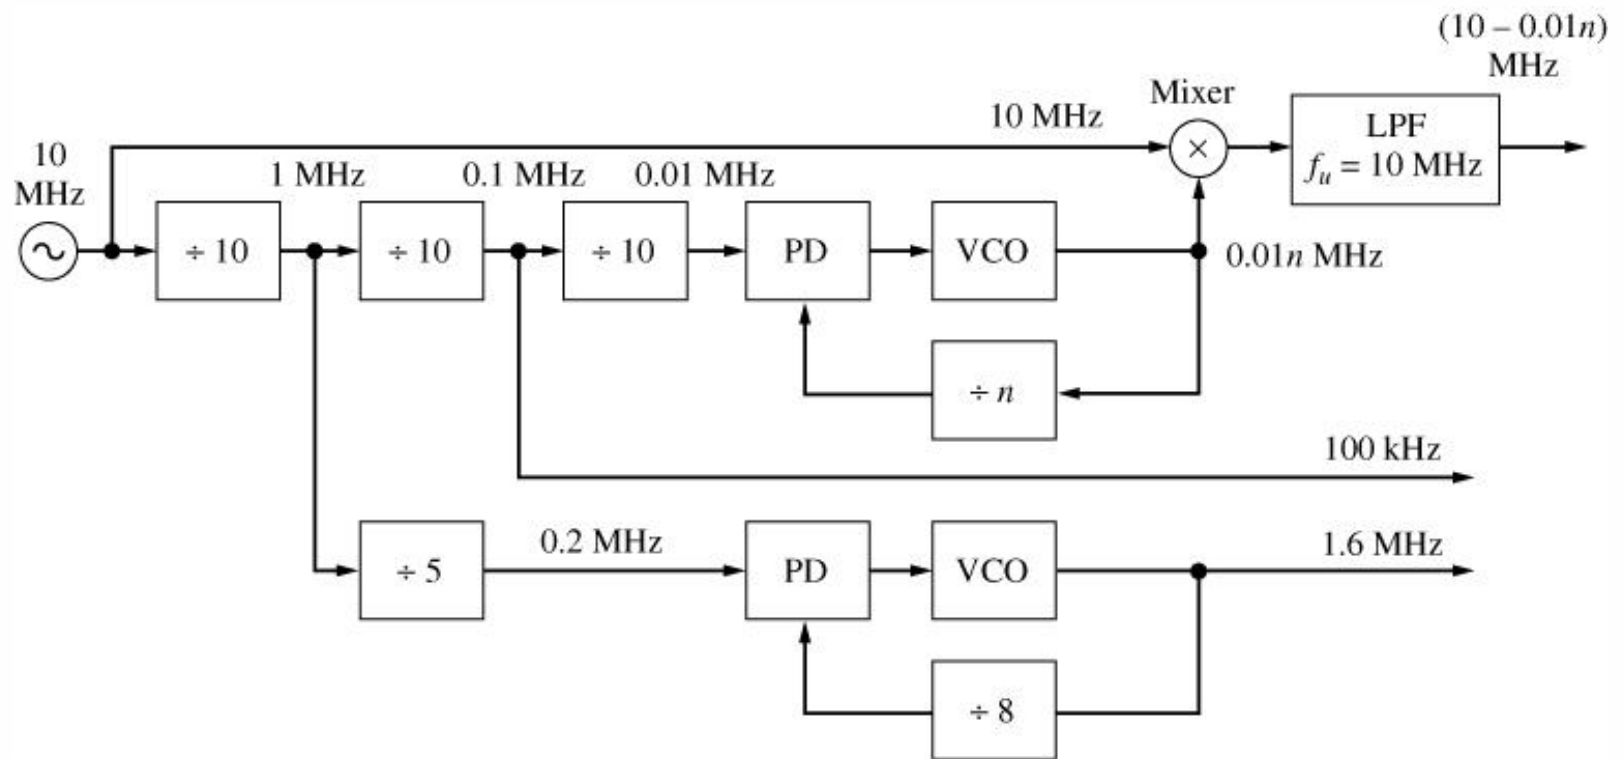 (10 – 0.01n)
MHz
Mixer
10 MHz
LPF
fᵤ = 10 MHz
×
10
MHz
1 MHz
0.1 MHz
0.01 MHz
÷ 10
÷ 10
÷ 10
PD
VCO
0.01n MHz
÷ n
100 kHz
0.2 MHz
1.6 MHz
÷ 5
PD
VCO
÷ 8